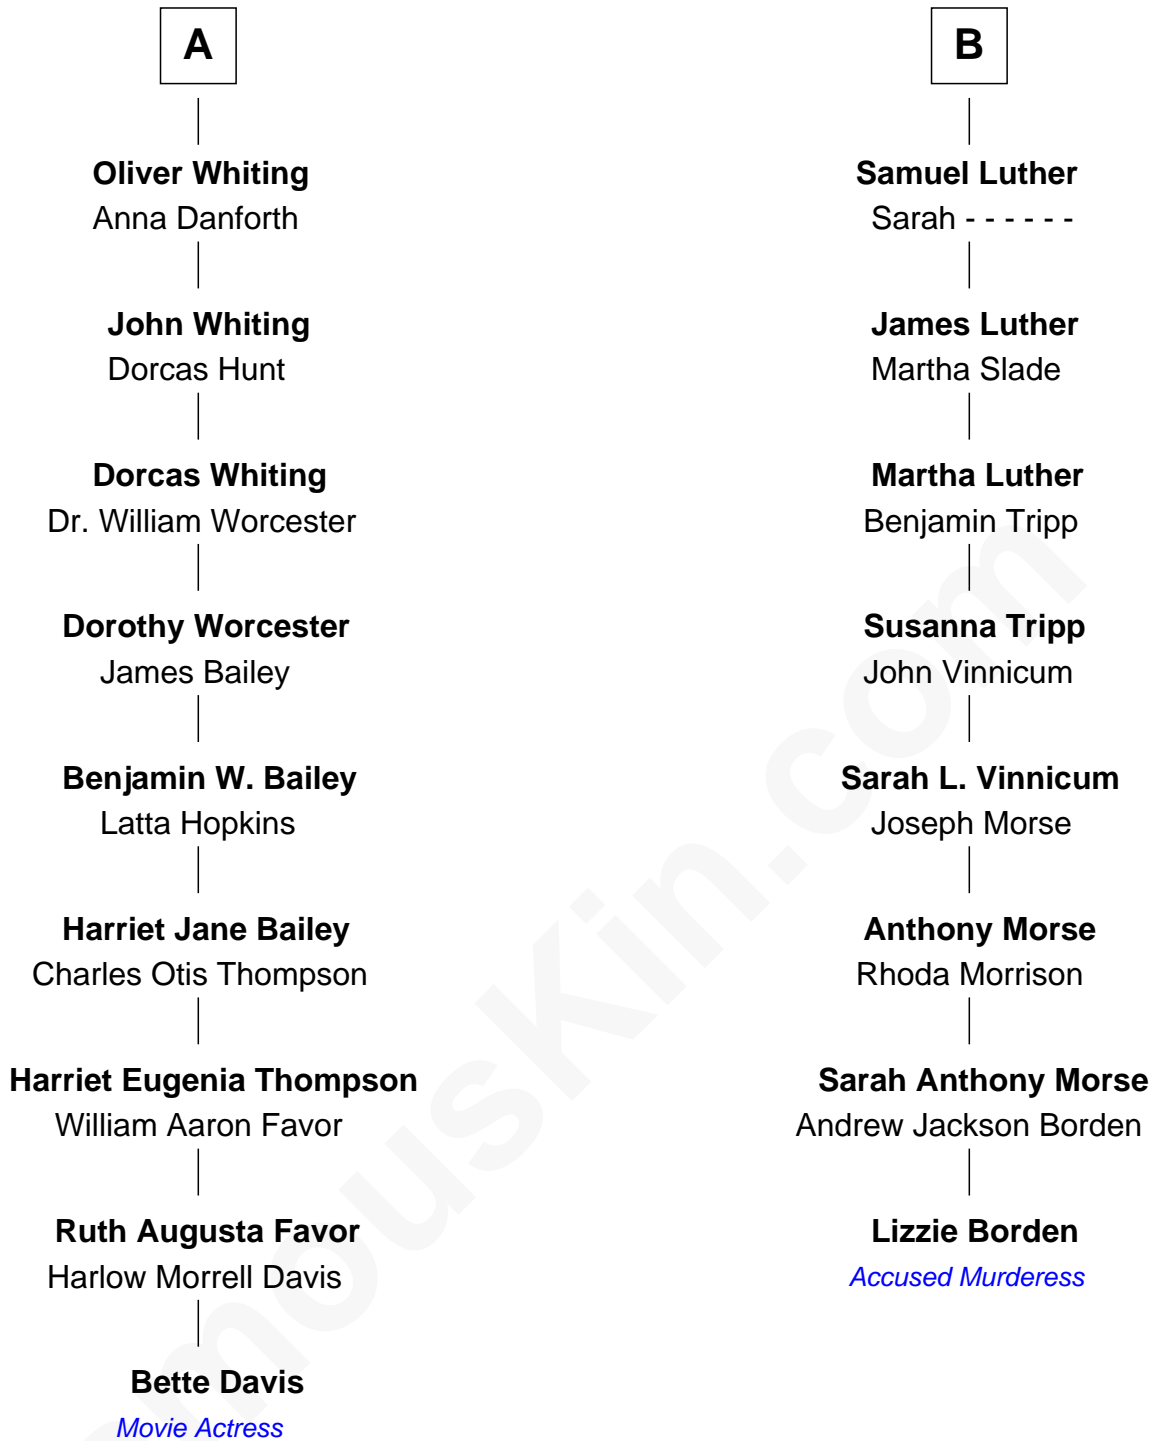 A
Oliver Whiting
Anna Danforth
John Whiting
Dorcas Hunt
Dorcas Whiting
Dr. William Worcester
Dorothy Worcester
James Bailey
Benjamin W. Bailey
Latta Hopkins
Harriet Jane Bailey
Charles Otis Thompson
Harriet Eugenia Thompson
William Aaron Favor
Ruth Augusta Favor
Harlow Morrell Davis
Bette Davis
Movie Actress
B
Samuel Luther
Sarah - - - - - -
James Luther
Martha Slade
Martha Luther
Benjamin Tripp
Susanna Tripp
John Vinnicum
Sarah L. Vinnicum
Joseph Morse
Anthony Morse
Rhoda Morrison
Sarah Anthony Morse
Andrew Jackson Borden
Lizzie Borden
Accused Murderess
mousKin.com